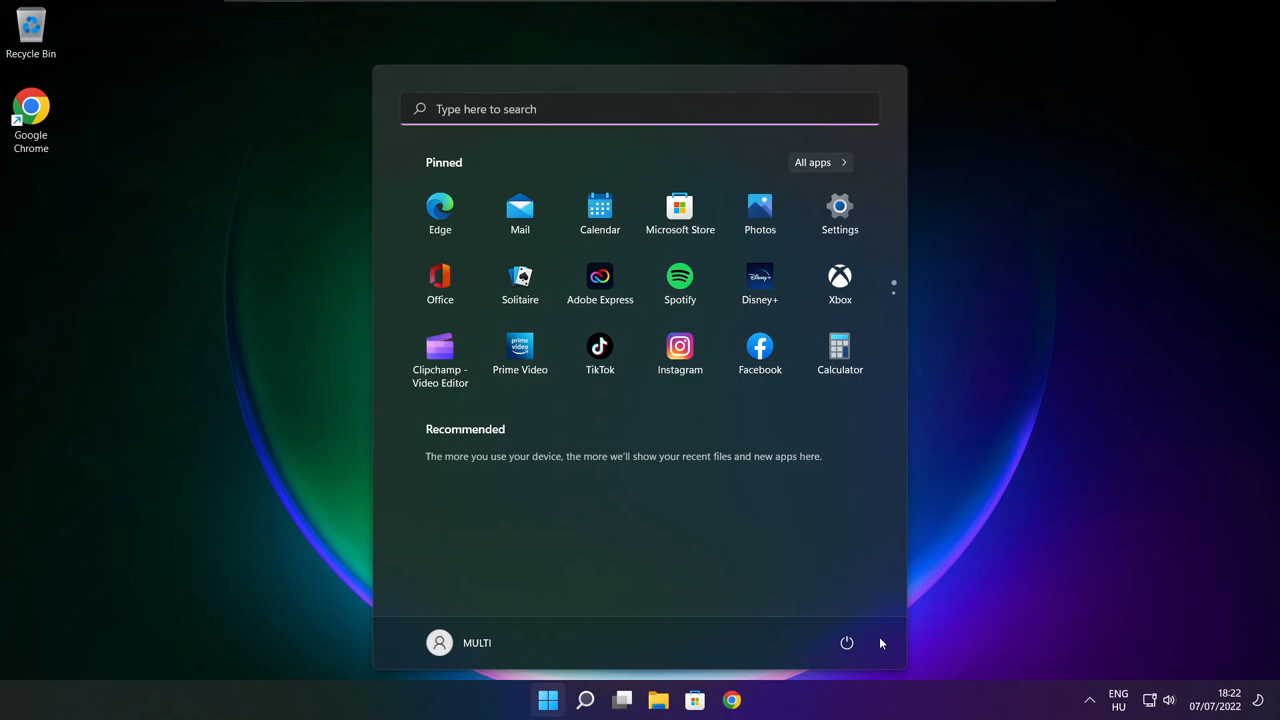 Recycle Bin
Google
Chrome
Type here to search
Pinned
All apps
Edge
Mail
Calendar
Microsoft Store
Photos
Settings
Office
Solitaire
Adobe Express
Spotify
Disney+
Disney+
Xbox
Clipchamp -
Video Editor
prime
video
Prime Video
TikTok
Instagram
Facebook
Calculator
Recommended
The more you use your device, the more we'll show your recent files and new apps here.
MULTI
ENG
HU
18:22
07/07/2022